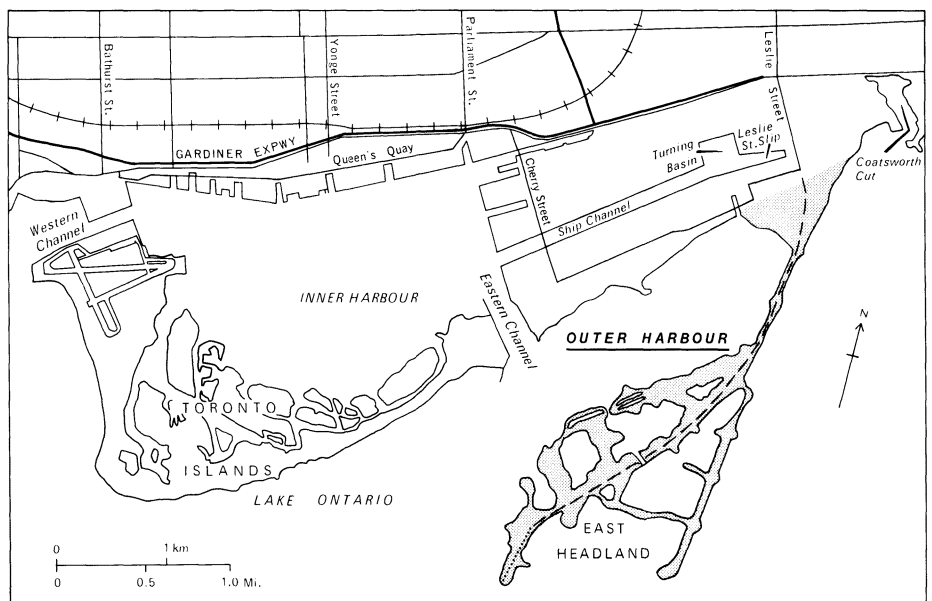 Bathurst St.
Yonge Street
Parliament St.
Leslie
Street
GARDINER EXPWY
Queen's Quay
Cherry Street
Turning
Basin
Leslie
St. Slip
Coatsworth
Cut
Ship Channel
Western
Channel
INNER HARBOUR
Eastern Channel
OUTER HARBOUR
N
TORONTO
ISLANDS
LAKE ONTARIO
EAST
HEADLAND
0 1 km
0 0.5 1.0 Mi.